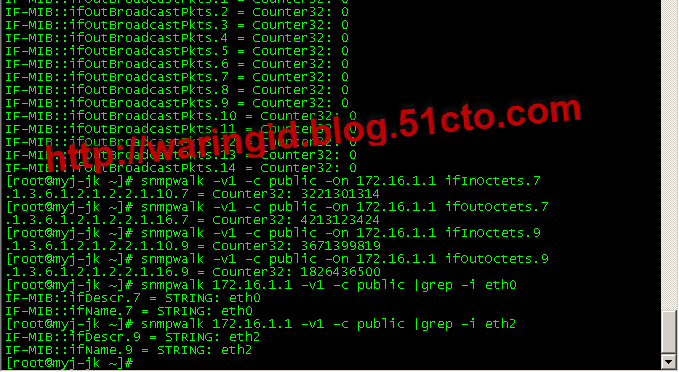 IF-MIB::ifOutBroadcastPkts.1 = Counter32: 0
IF-MIB::ifOutBroadcastPkts.2 = Counter32: 0
IF-MIB::ifOutBroadcastPkts.3 = Counter32: 0
IF-MIB::ifOutBroadcastPkts.4 = Counter32: 0
IF-MIB::ifOutBroadcastPkts.5 = Counter32: 0
IF-MIB::ifOutBroadcastPkts.6 = Counter32: 0
IF-MIB::ifOutBroadcastPkts.7 = Counter32: 0
IF-MIB::ifOutBroadcastPkts.8 = Counter32: 0
IF-MIB::ifOutBroadcastPkts.9 = Counter32: 0
IF-MIB::ifOutBroadcastPkts.10 = Counter32: 0
IF-MIB::ifOutBroadcastPkts.11 = Counter32: 0
IF-MIB::ifOutBroadcastPkts.12 = Counter32: 0
IF-MIB::ifOutBroadcastPkts.13 = Counter32: 0
IF-MIB::ifOutBroadcastPkts.14 = Counter32: 0
http://waringid.blog.51cto.com
[root@myj-jk ~]# snmpwalk -v1 -c public -On 172.16.1.1 ifInOctets.7
.1.3.6.1.2.1.2.2.1.10.7 = Counter32: 3221301314
[root@myj-jk ~]# snmpwalk -v1 -c public -On 172.16.1.1 ifOutOctets.7
.1.3.6.1.2.1.2.2.1.16.7 = Counter32: 4213123424
[root@myj-jk ~]# snmpwalk -v1 -c public -On 172.16.1.1 ifInOctets.9
.1.3.6.1.2.1.2.2.1.10.9 = Counter32: 3671399819
[root@myj-jk ~]# snmpwalk -v1 -c public -On 172.16.1.1 ifOutOctets.9
.1.3.6.1.2.1.2.2.1.16.9 = Counter32: 1826436500
[root@myj-jk ~]# snmpwalk 172.16.1.1 -v1 -c public |grep -i eth0
IF-MIB::ifDescr.7 = STRING: eth0
IF-MIB::ifName.7 = STRING: eth0
[root@myj-jk ~]# snmpwalk 172.16.1.1 -v1 -c public |grep -i eth2
IF-MIB::ifDescr.9 = STRING: eth2
IF-MIB::ifName.9 = STRING: eth2
[root@myj-jk ~]#